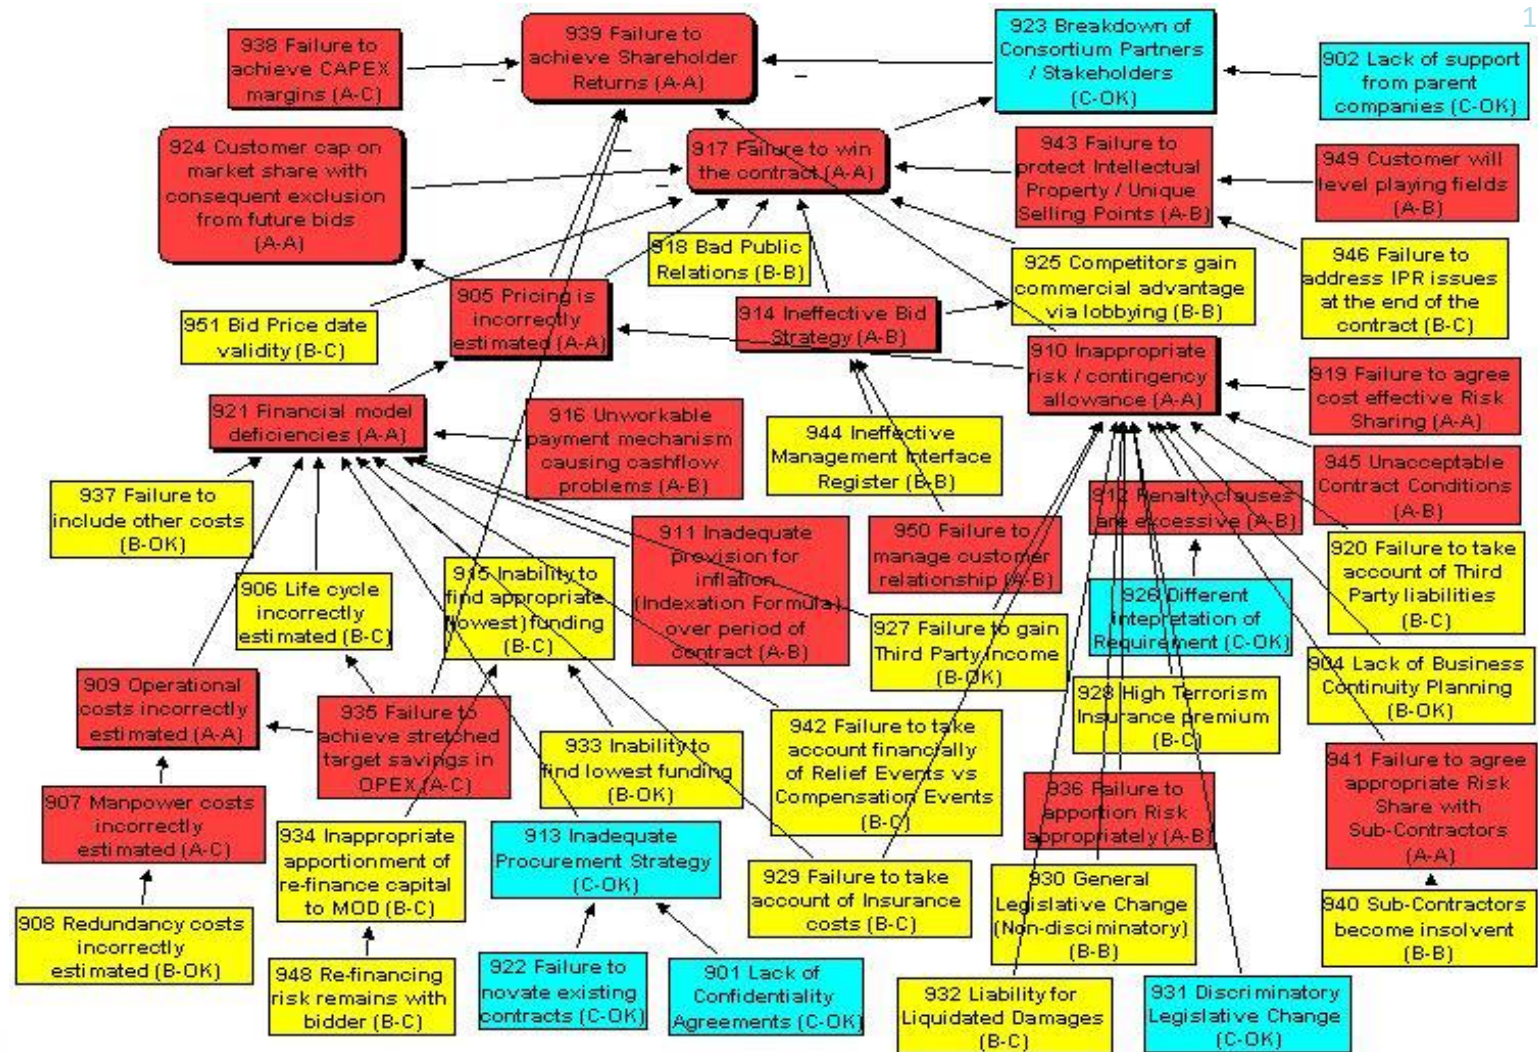 1
938 Failure to
achieve CAPEX
margins (A-C)
939 Failure to
achieve Shareholder
Returns (A-A)
923 Breakdown of
Consortium Partners
/ Stakeholders
(C-OK)
902 Lack of support
from parent
companies (C-OK)
924 Customer cap on
market share with
consequent exclusion
from future bids
(A-A)
917 Failure to win
the contract (A-A)
943 Failure to
protect Intellectual
Property / Unique
Selling Points (A-B)
949 Customer will
level playing fields
(A-B)
918 Bad Public
Relations (B-B)
925 Competitors gain
commercial advantage
via lobbying (B-B)
946 Failure to
address IPR issues
at the end of the
contract (B-C)
951 Bid Price date
validity (B-C)
905 Pricing is
incorrectly
estimated (A-A)
914 Ineffective Bid
Strategy (A-B)
910 Inappropriate
risk / contingency
allowance (A-A)
919 Failure to agree
cost effective Risk
Sharing (A-A)
921 Financial model
deficiencies (A-A)
916 Unworkable
payment mechanism
causing cashflow
problems (A-B)
944 Ineffective
Management Interface
Register (B-B)
945 Unacceptable
Contract Conditions
(A-B)
937 Failure to
include other costs
(B-OK)
912 Penalty clauses
are excessive (A-B)
911 Inadequate
provision for
inflation
(Indexation Formula)
over period of
contract (A-B)
950 Failure to
manage customer
relationship (A-B)
920 Failure to take
account of Third
Party liabilities
(B-C)
906 Life cycle
incorrectly
estimated (B-C)
915 Inability to
find appropriate
(lowest) funding
(B-C)
926 Different
intepretation of
Requirement (C-OK)
927 Failure to gain
Third Party Income
(B-OK)
904 Lack of Business
Continuity Planning
(B-OK)
909 Operational
costs incorrectly
estimated (A-A)
935 Failure to
achieve stretched
target savings in
OPEX (A-C)
928 High Terrorism
Insurance premium
(B-C)
933 Inability to
find lowest funding
(B-OK)
942 Failure to take
account financially
of Relief Events vs
Compensation Events
(B-C)
941 Failure to agree
appropriate Risk
Share with
Sub-Contractors
(A-A)
907 Manpower costs
incorrectly
estimated (A-C)
936 Failure to
apportion Risk
appropriately (A-B)
934 Inappropriate
apportionment of
re-finance capital
to MOD (B-C)
913 Inadequate
Procurement Strategy
(C-OK)
929 Failure to take
account of Insurance
costs (B-C)
930 General
Legislative Change
(Non-disciminatory)
(B-B)
940 Sub-Contractors
become insolvent
(B-B)
908 Redundancy costs
incorrectly
estimated (B-OK)
948 Re-financing
risk remains with
bidder (B-C)
922 Failure to
novate existing
contracts (C-OK)
901 Lack of
Confidentiality
Agreements (C-OK)
932 Liability for
Liquidated Damages
(B-C)
931 Discriminatory
Legislative Change
(C-OK)